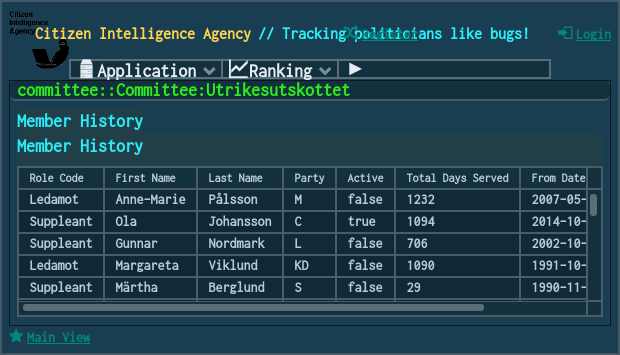 Citizen
Intelligence
Agency
Citizen Intelligence Agency // Tracking politicians like bugs!
Login
Application
Ranking
committee::Committee:Utrikesutskottet
Member History
Member History
Role Code First Name Last Name Party Active Total Days Served From Date
Ledamot Anne-Marie Pålsson M false 1232 2007-05-
Suppleant Ola Johansson C true 1094 2014-10-
Suppleant Gunnar Nordmark L false 706 2002-10-
Ledamot Margareta Viklund KD false 1090 1991-10-
Suppleant Märtha Berglund S false 29 1990-11-
Main View